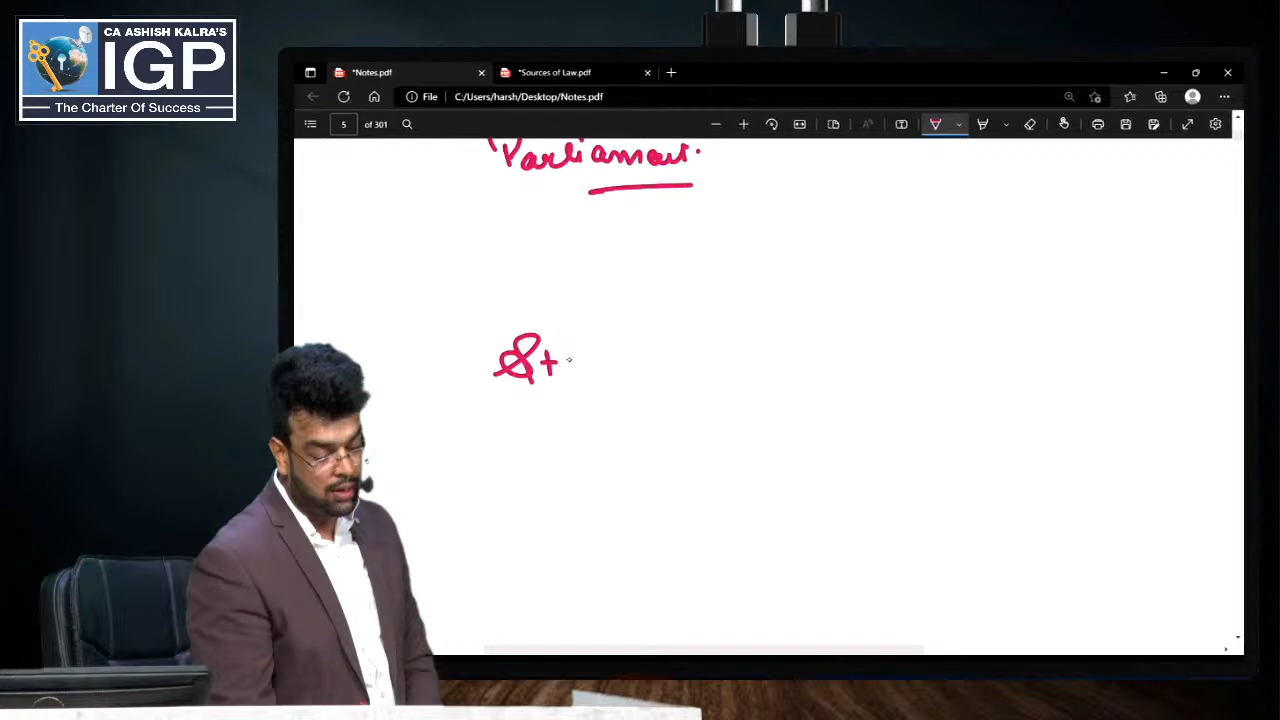 CA ASHISH KALRA'S
IGP
The Charter Of Success
*Notes.pdf
*Sources of Law.pdf
File
C:/Users/harsh/Desktop/Notes.pdf
5 of 301
Parliament.
St